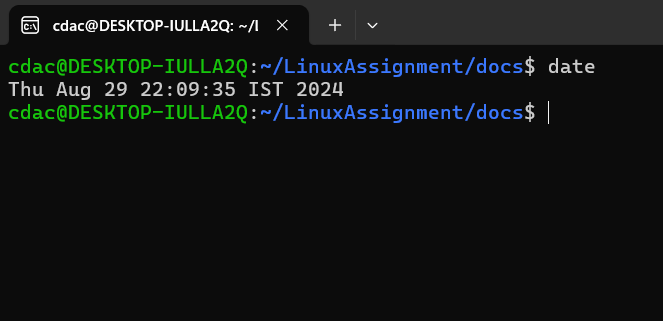 cdac@DESKTOP-IULLA2Q: ~/l
cdac@DESKTOP-IULLA2Q:~/LinuxAssignment/docs$ date
Thu Aug 29 22:09:35 IST 2024
cdac@DESKTOP-IULLA2Q:~/LinuxAssignment/docs$